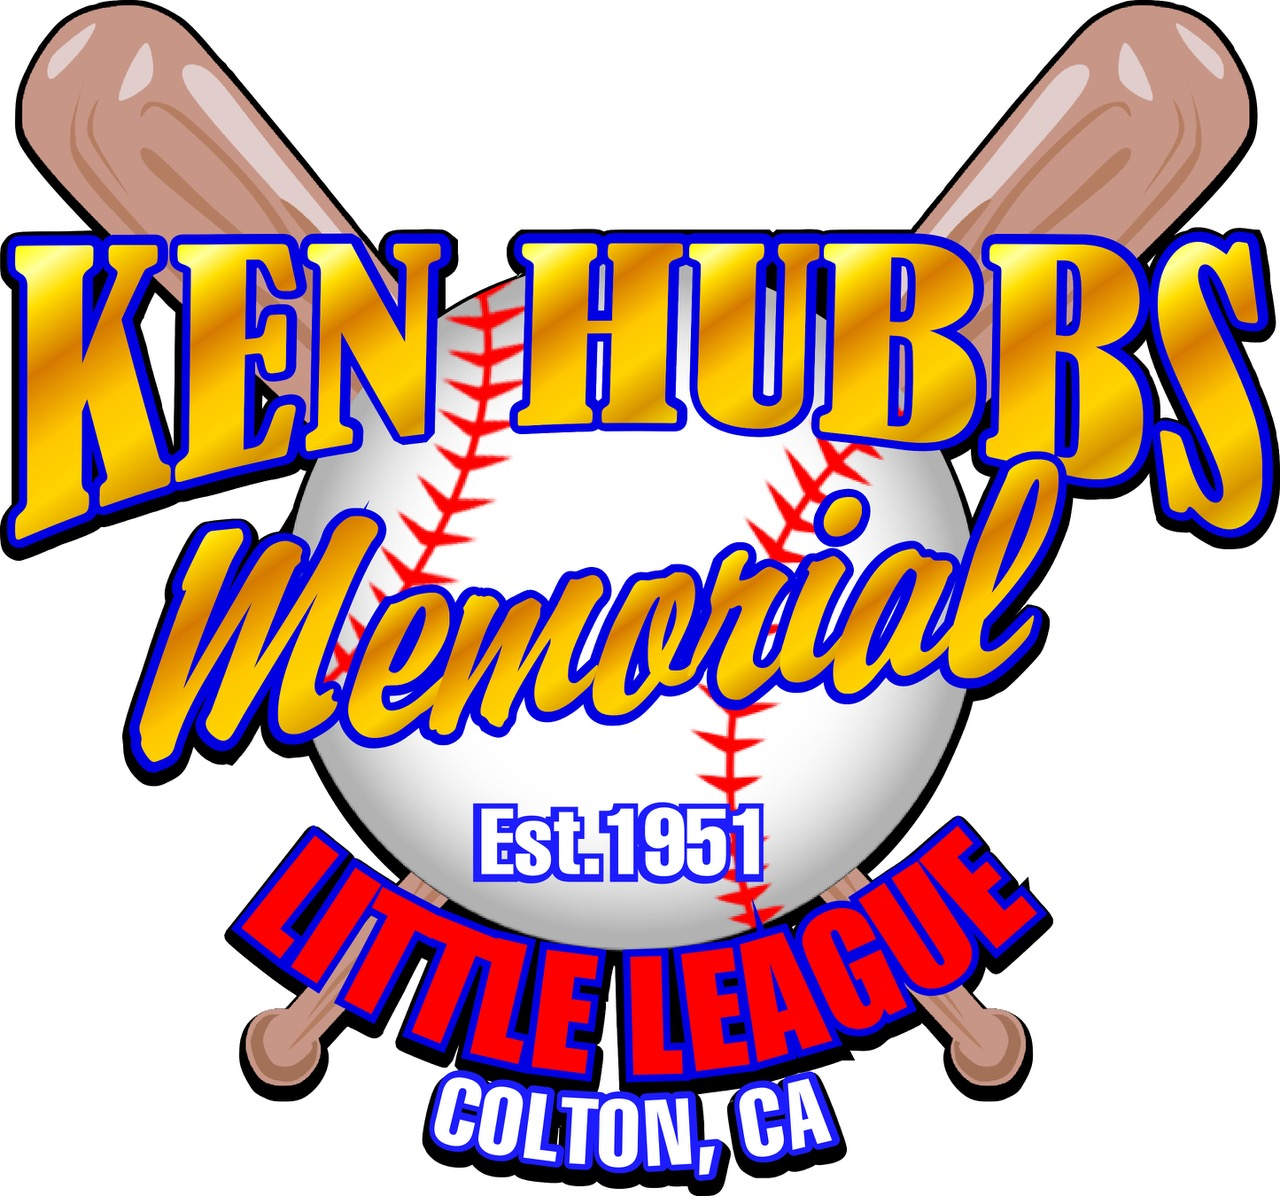 KEN HUBBS
Memorial
Est.1951
LITTLE LEAGUE
COLTON, CA